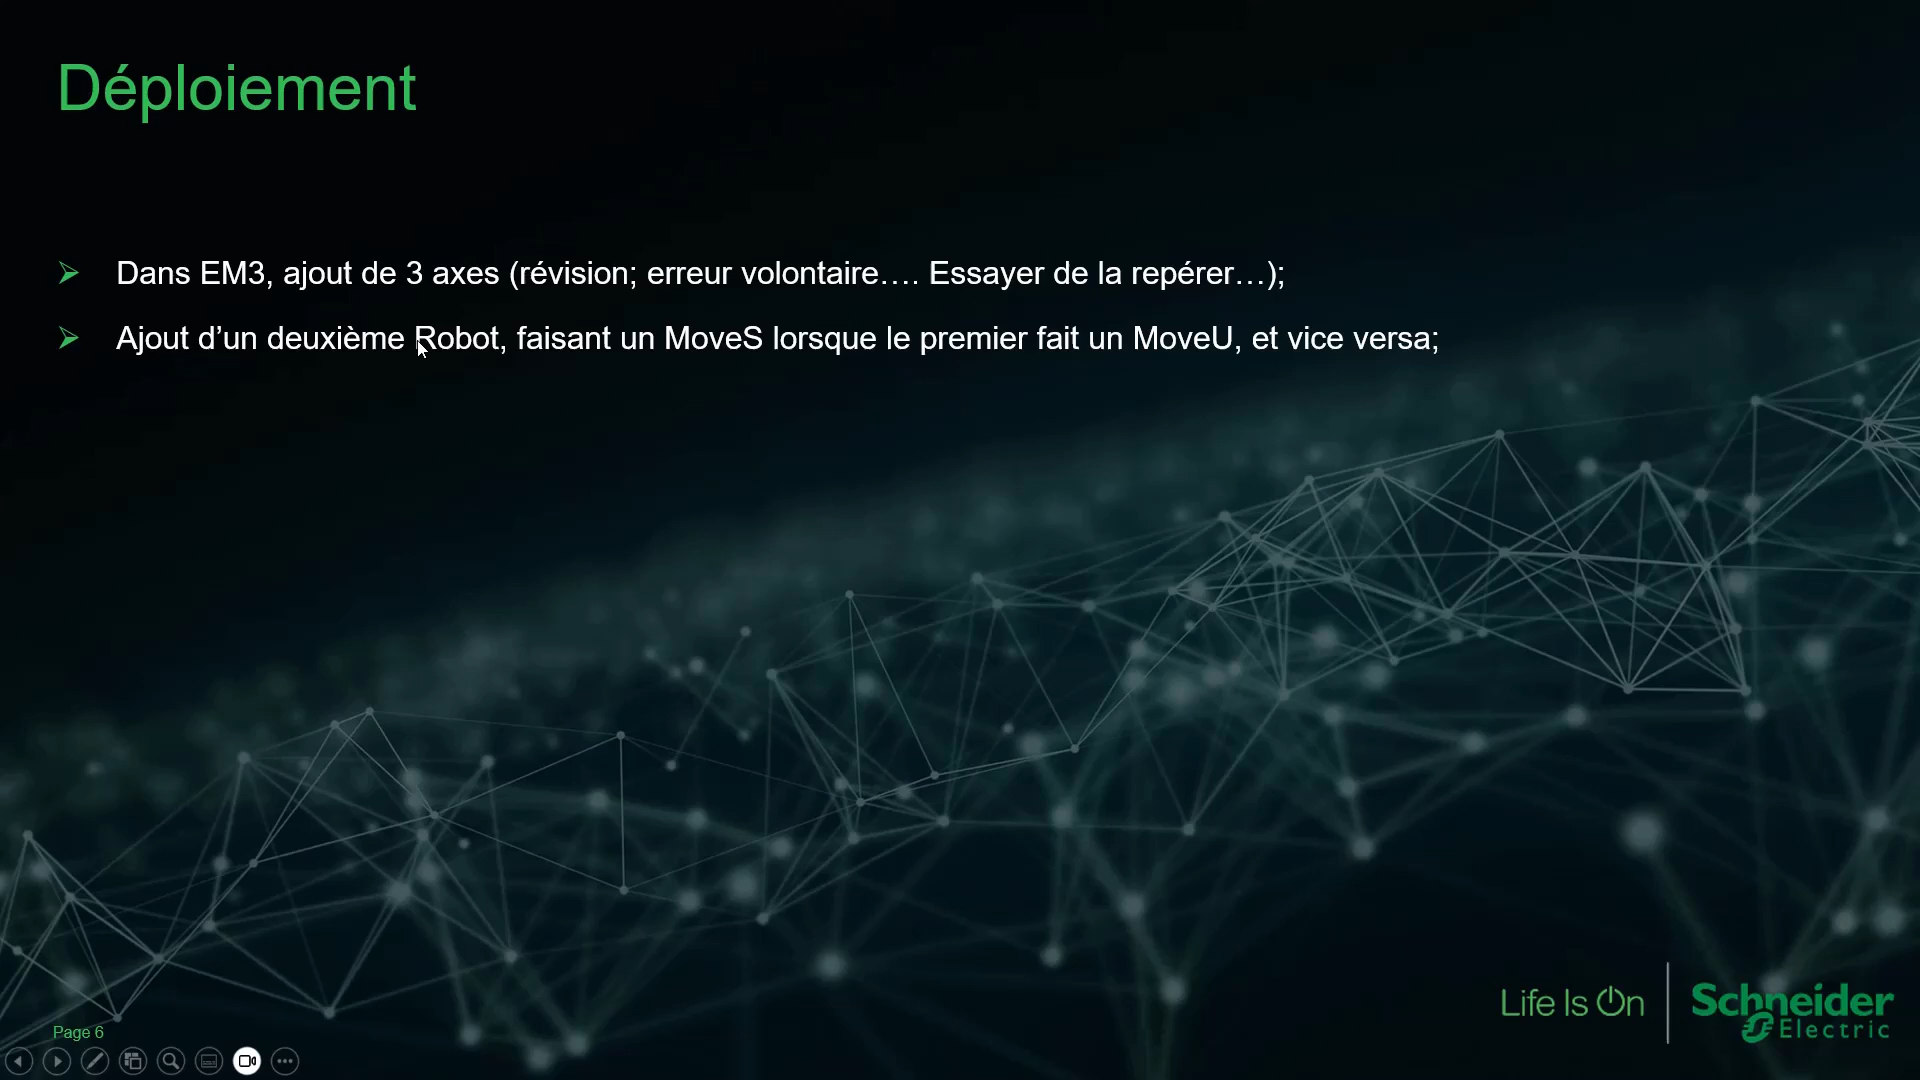 Déploiement
Dans EM3, ajout de 3 axes (révision; erreur volontaire…. Essayer de la repérer…);
Ajout d’un deuxième Robot, faisant un MoveS lorsque le premier fait un MoveU, et vice versa;
Life Is On
Schneider
Electric
Page 6